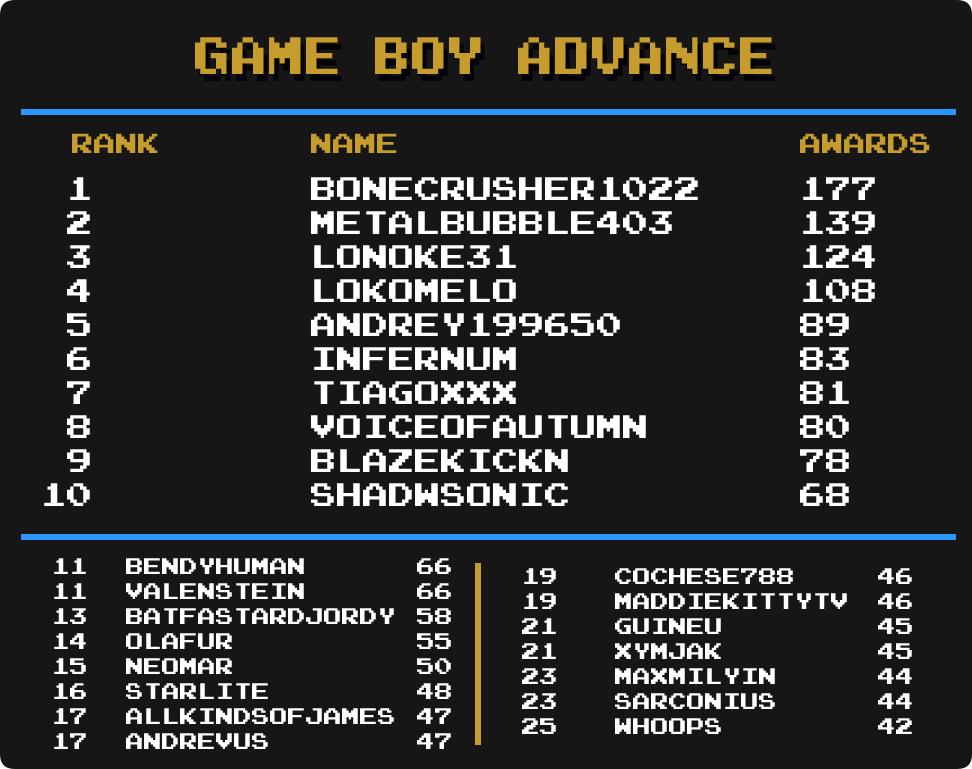 GAME BOY ADVANCE
RANK NAME AWARDS
1 BONECRUSHER1022 177
2 METALBUBBLE403 139
3 LONOKE31 124
4 LOKOMELO 108
5 ANDREY199650 89
6 INFERNUM 83
7 TIAGOXXX 81
8 VOICEOFAUTUMN 80
9 BLAZEKICKN 78
10 SHADWSONIC 68
11 BENDYHUMAN 66
11 VALENSTEIN 66
13 BATFASTARDJORDY 58
14 OLAFUR 55
15 NEOMAR 50
16 STARLITE 48
17 ALLKINDSOFJAMES 47
17 ANDREVUS 47
19 COCHESE788 46
19 MADDIEKITTYTV 46
21 GUINEU 45
21 XYMJAK 45
23 MAXMILYIN 44
23 SARCONIUS 44
25 WHOOPS 42